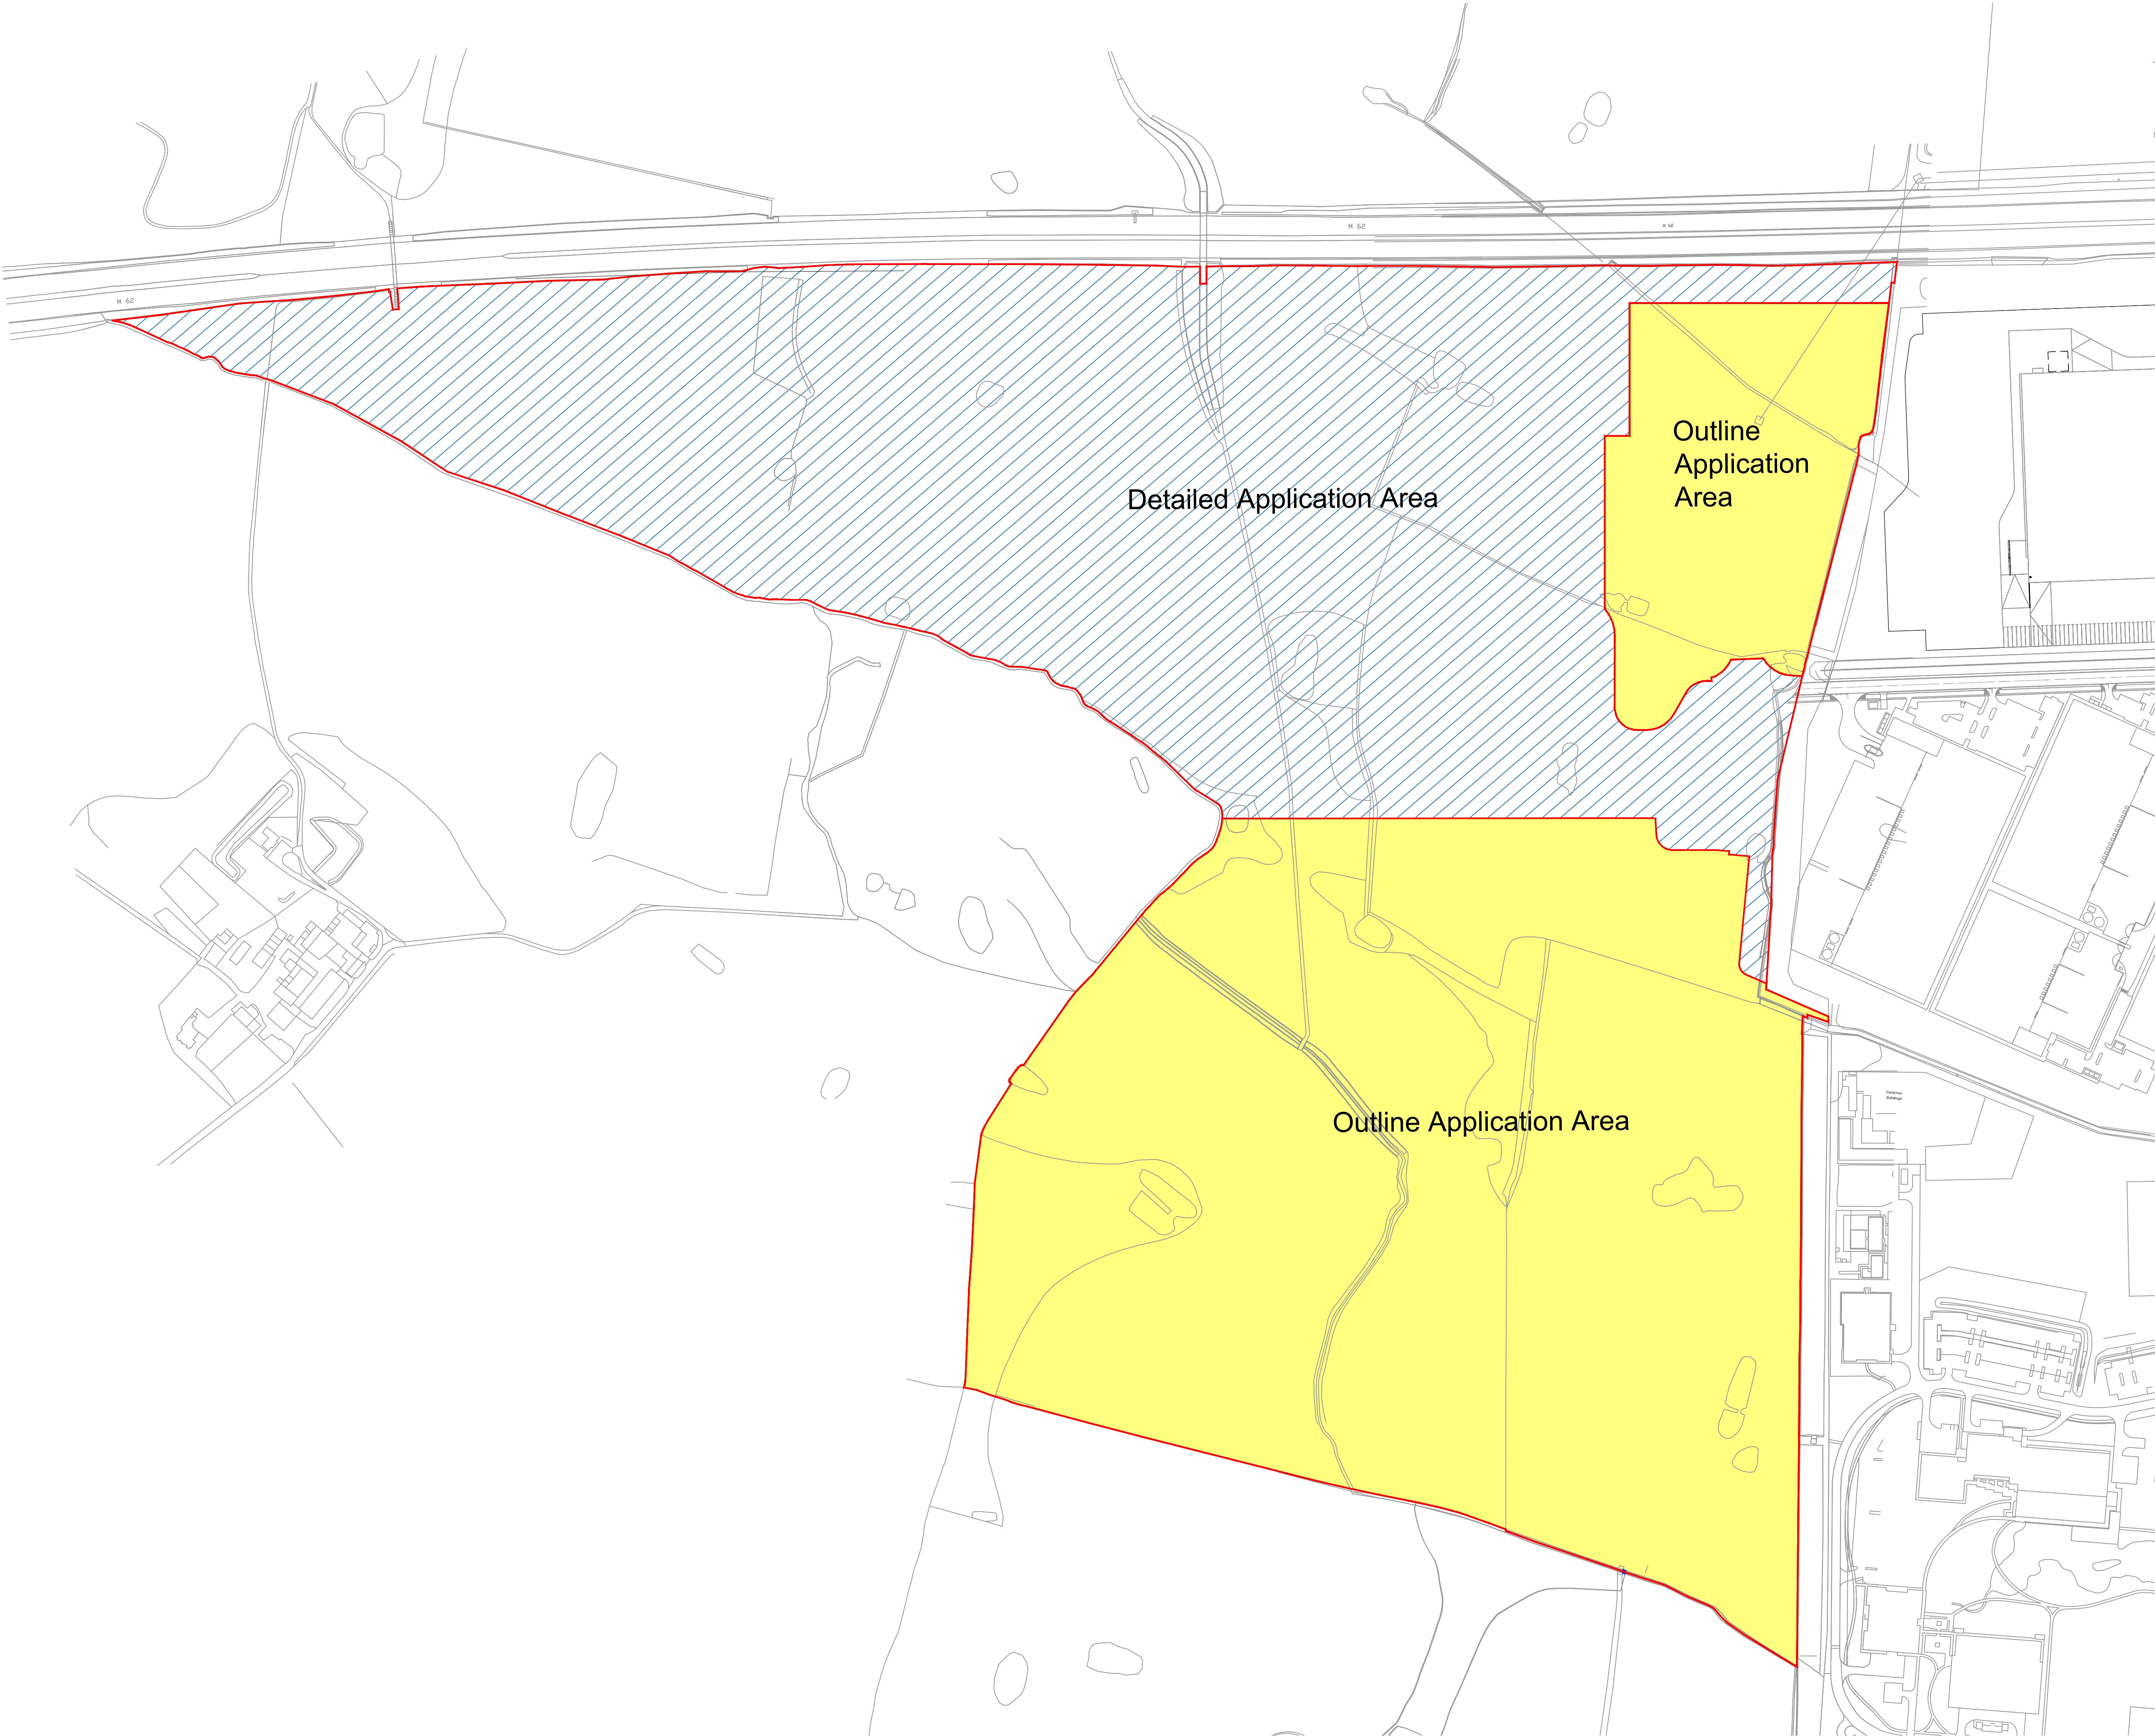 M 62
M 62
M 62
Outline
Application
Area
Detailed Application Area
Outline Application Area